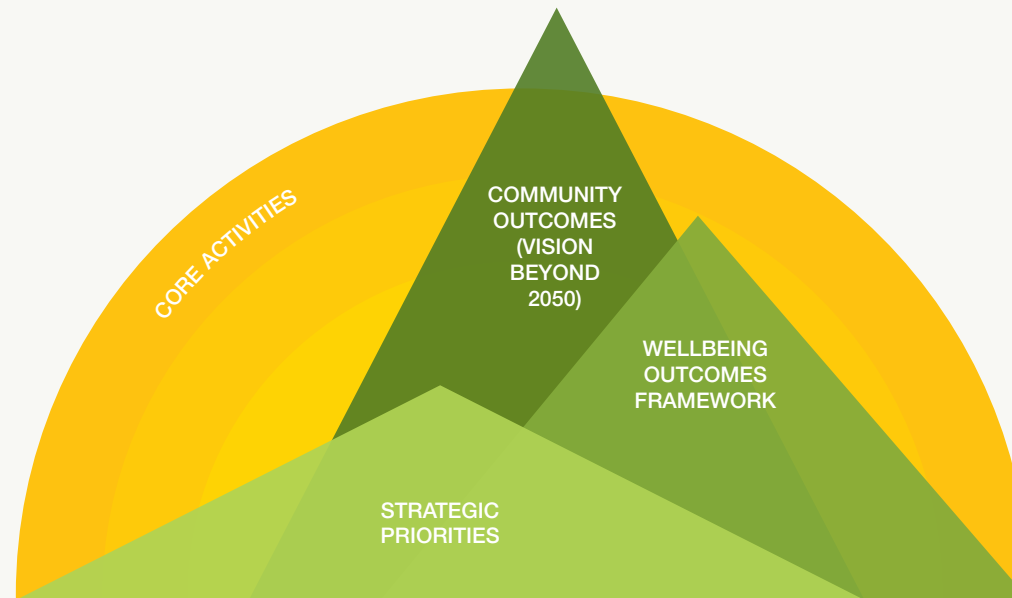 CORE ACTIVITIES
COMMUNITY
OUTCOMES
(VISION
BEYOND
2050)
WELLBEING
OUTCOMES
FRAMEWORK
STRATEGIC
PRIORITIES